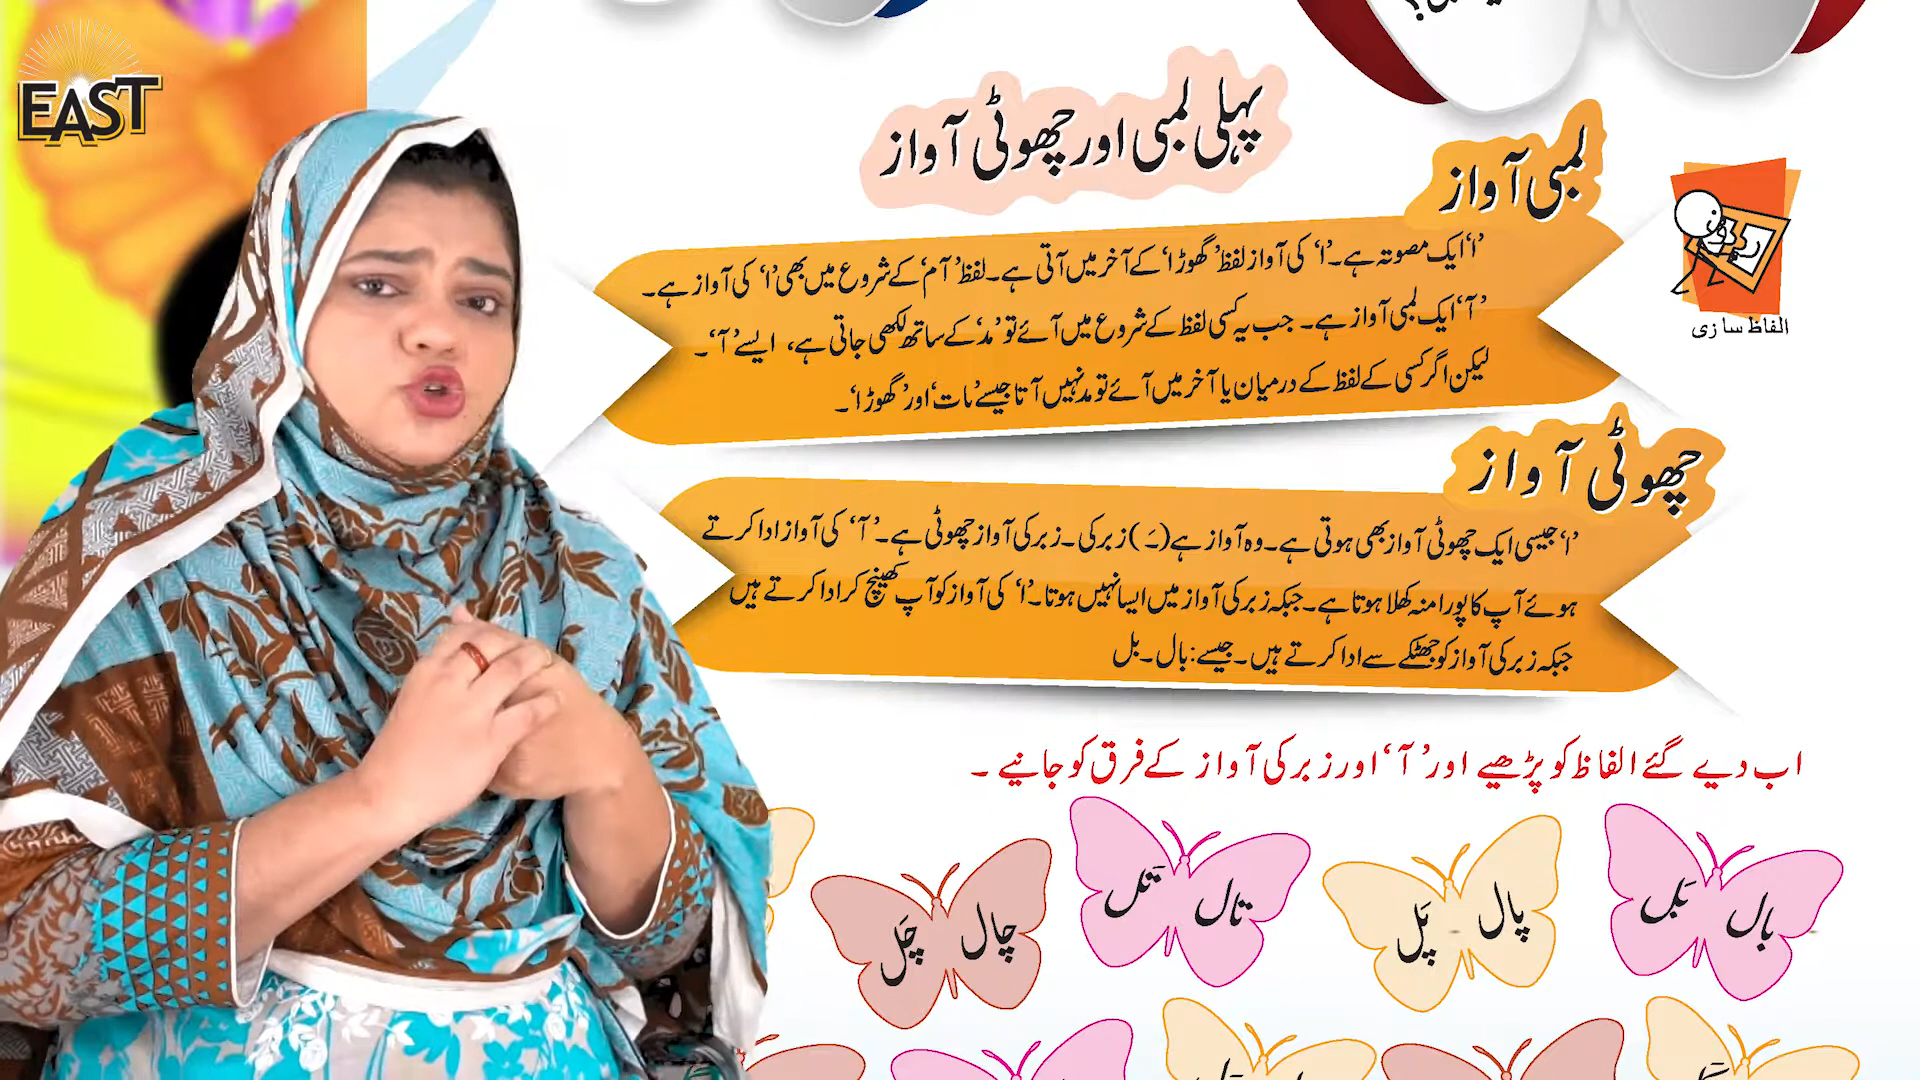 EAST
پہلی لمبی اور چھوٹی آواز
لمبی آواز
’ا‘ ایک مصوتہ ہے۔ ’ا‘ کی آواز لفظ ’گھوڑا‘ کے آخر میں آتی ہے۔ لفظ ’آم‘ کے شروع میں بھی ’ا‘ کی آواز ہے۔
’آ‘ ایک لمبی آواز ہے۔ جب یہ کسی لفظ کے شروع میں آئے تو ’مد‘ کے ساتھ لکھی جاتی ہے، ایسے ’آ‘۔
لیکن اگر کسی کے لفظ کے درمیان یا آخر میں آئے تو مد نہیں آتا جیسے ’مات‘ اور ’گھوڑا‘۔
الفاظ سازی
چھوٹی آواز
’ا‘ جیسی ایک چھوٹی آواز بھی ہوتی ہے۔ وہ آواز ہے (ـَ) زبر کی۔ زبر کی آواز چھوٹی ہے۔ ’آ‘ کی آواز ادا کرتے
ہوئے آپ کا پورا منہ کھلا ہوتا ہے۔ جبکہ زبر کی آواز میں ایسا نہیں ہوتا۔ ’ا‘ کی آواز کو آپ کھینچ کر ادا کرتے ہیں
جبکہ زبر کی آواز کو جھٹکے سے ادا کرتے ہیں۔ جیسے: بال۔ بل
اب دیے گئے الفاظ کو پڑھیے اور ’آ‘ اور زبر کی آواز کے فرق کو جانیے ۔
بال بَل
پال پَل
تال تَل
چال چَل